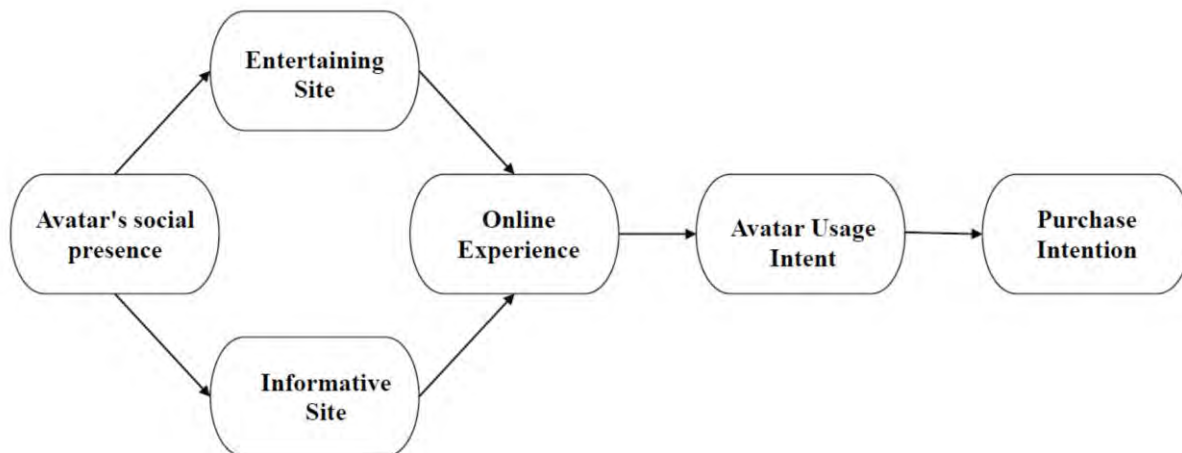 Entertaining
Site
Avatar's social
presence
Online
Experience
Avatar Usage
Intent
Purchase
Intention
Informative
Site